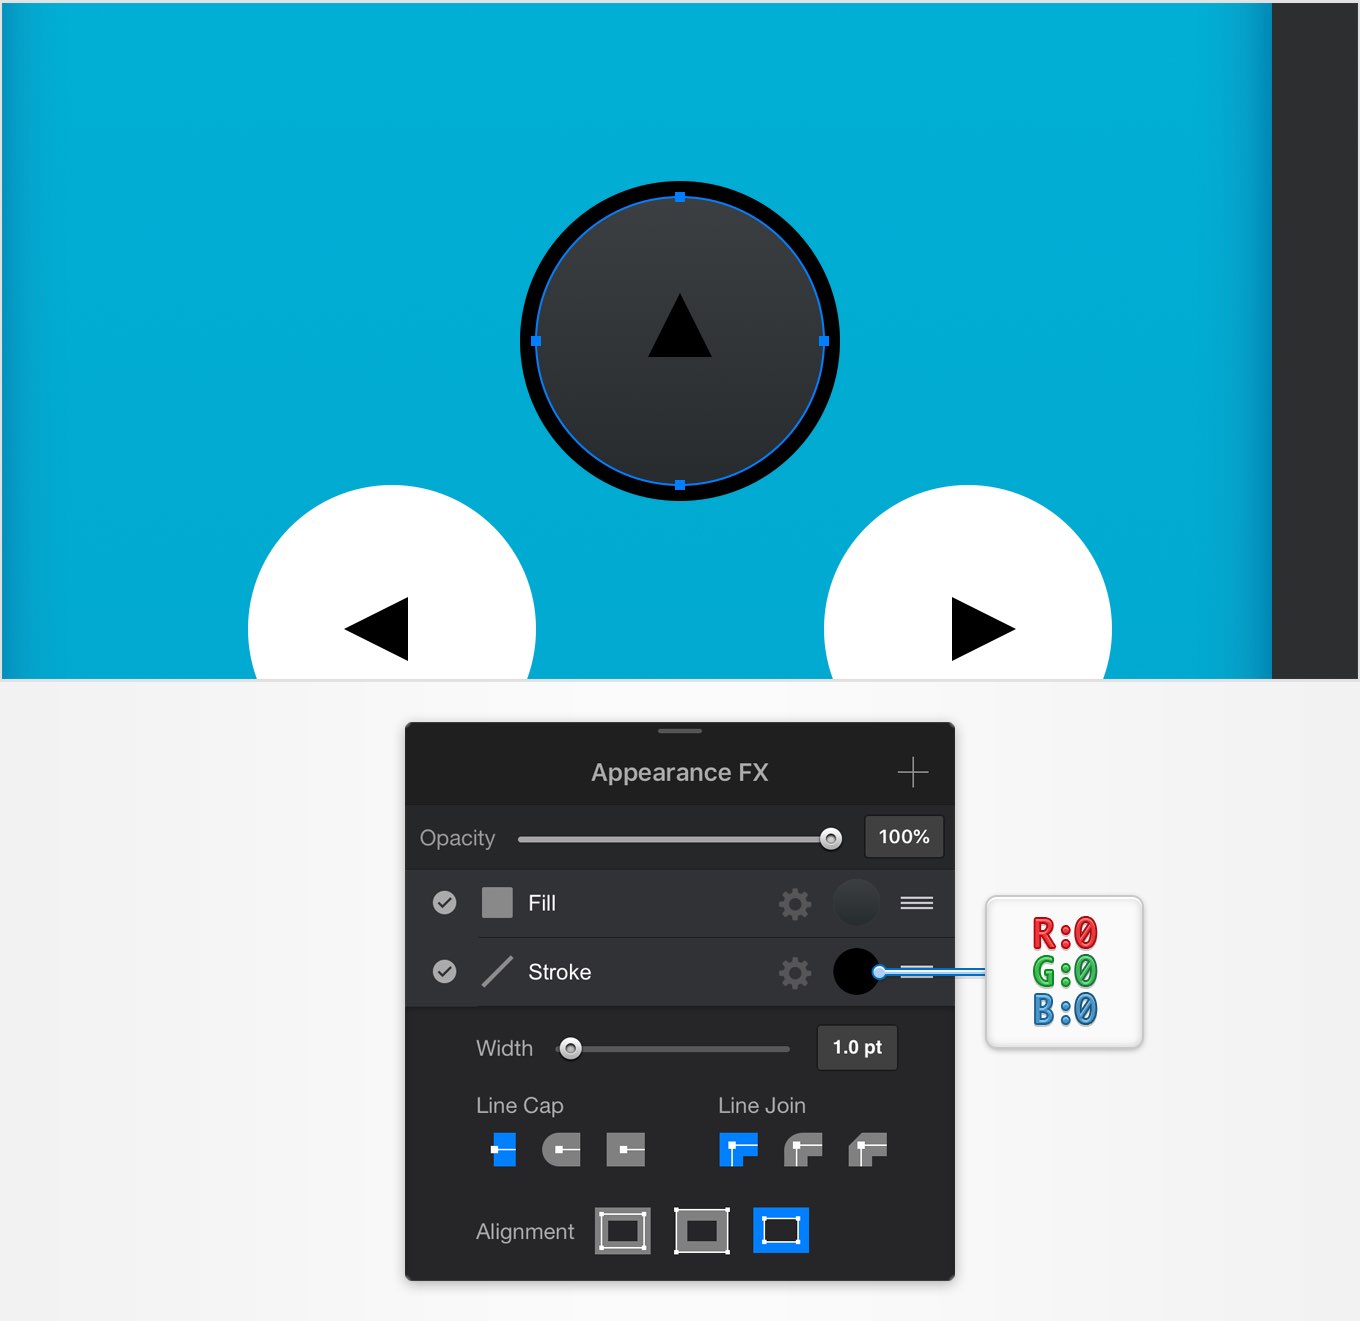 Appearance FX
Opacity 100%
Fill
Stroke
R:0
G:0
B:0
Width 1.0 pt
Line Cap Line Join
Alignment